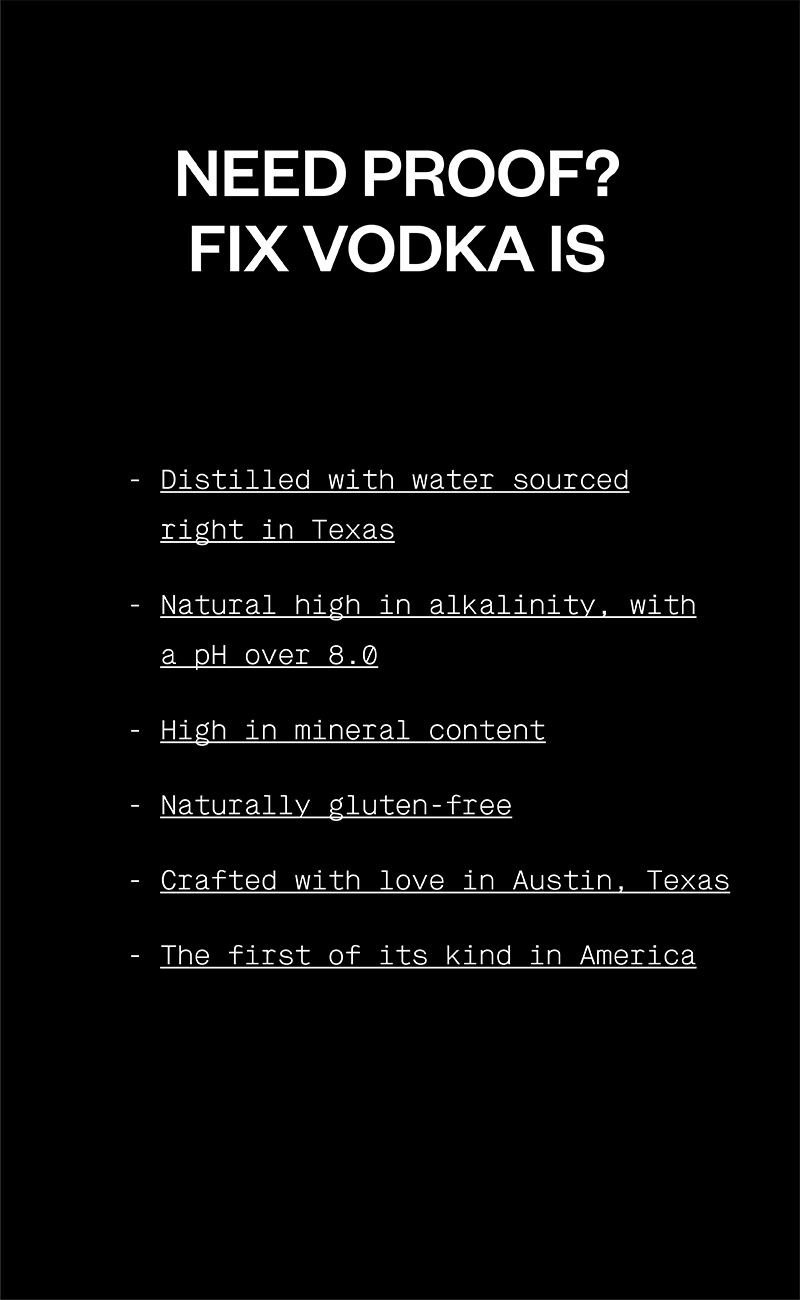 NEED PROOF?
FIX VODKA IS
- Distilled with water sourced
right in Texas
- Natural high in alkalinity, with
a pH over 8.0
- High in mineral content
- Naturally gluten-free
- Crafted with love in Austin, Texas
- The first of its kind in America